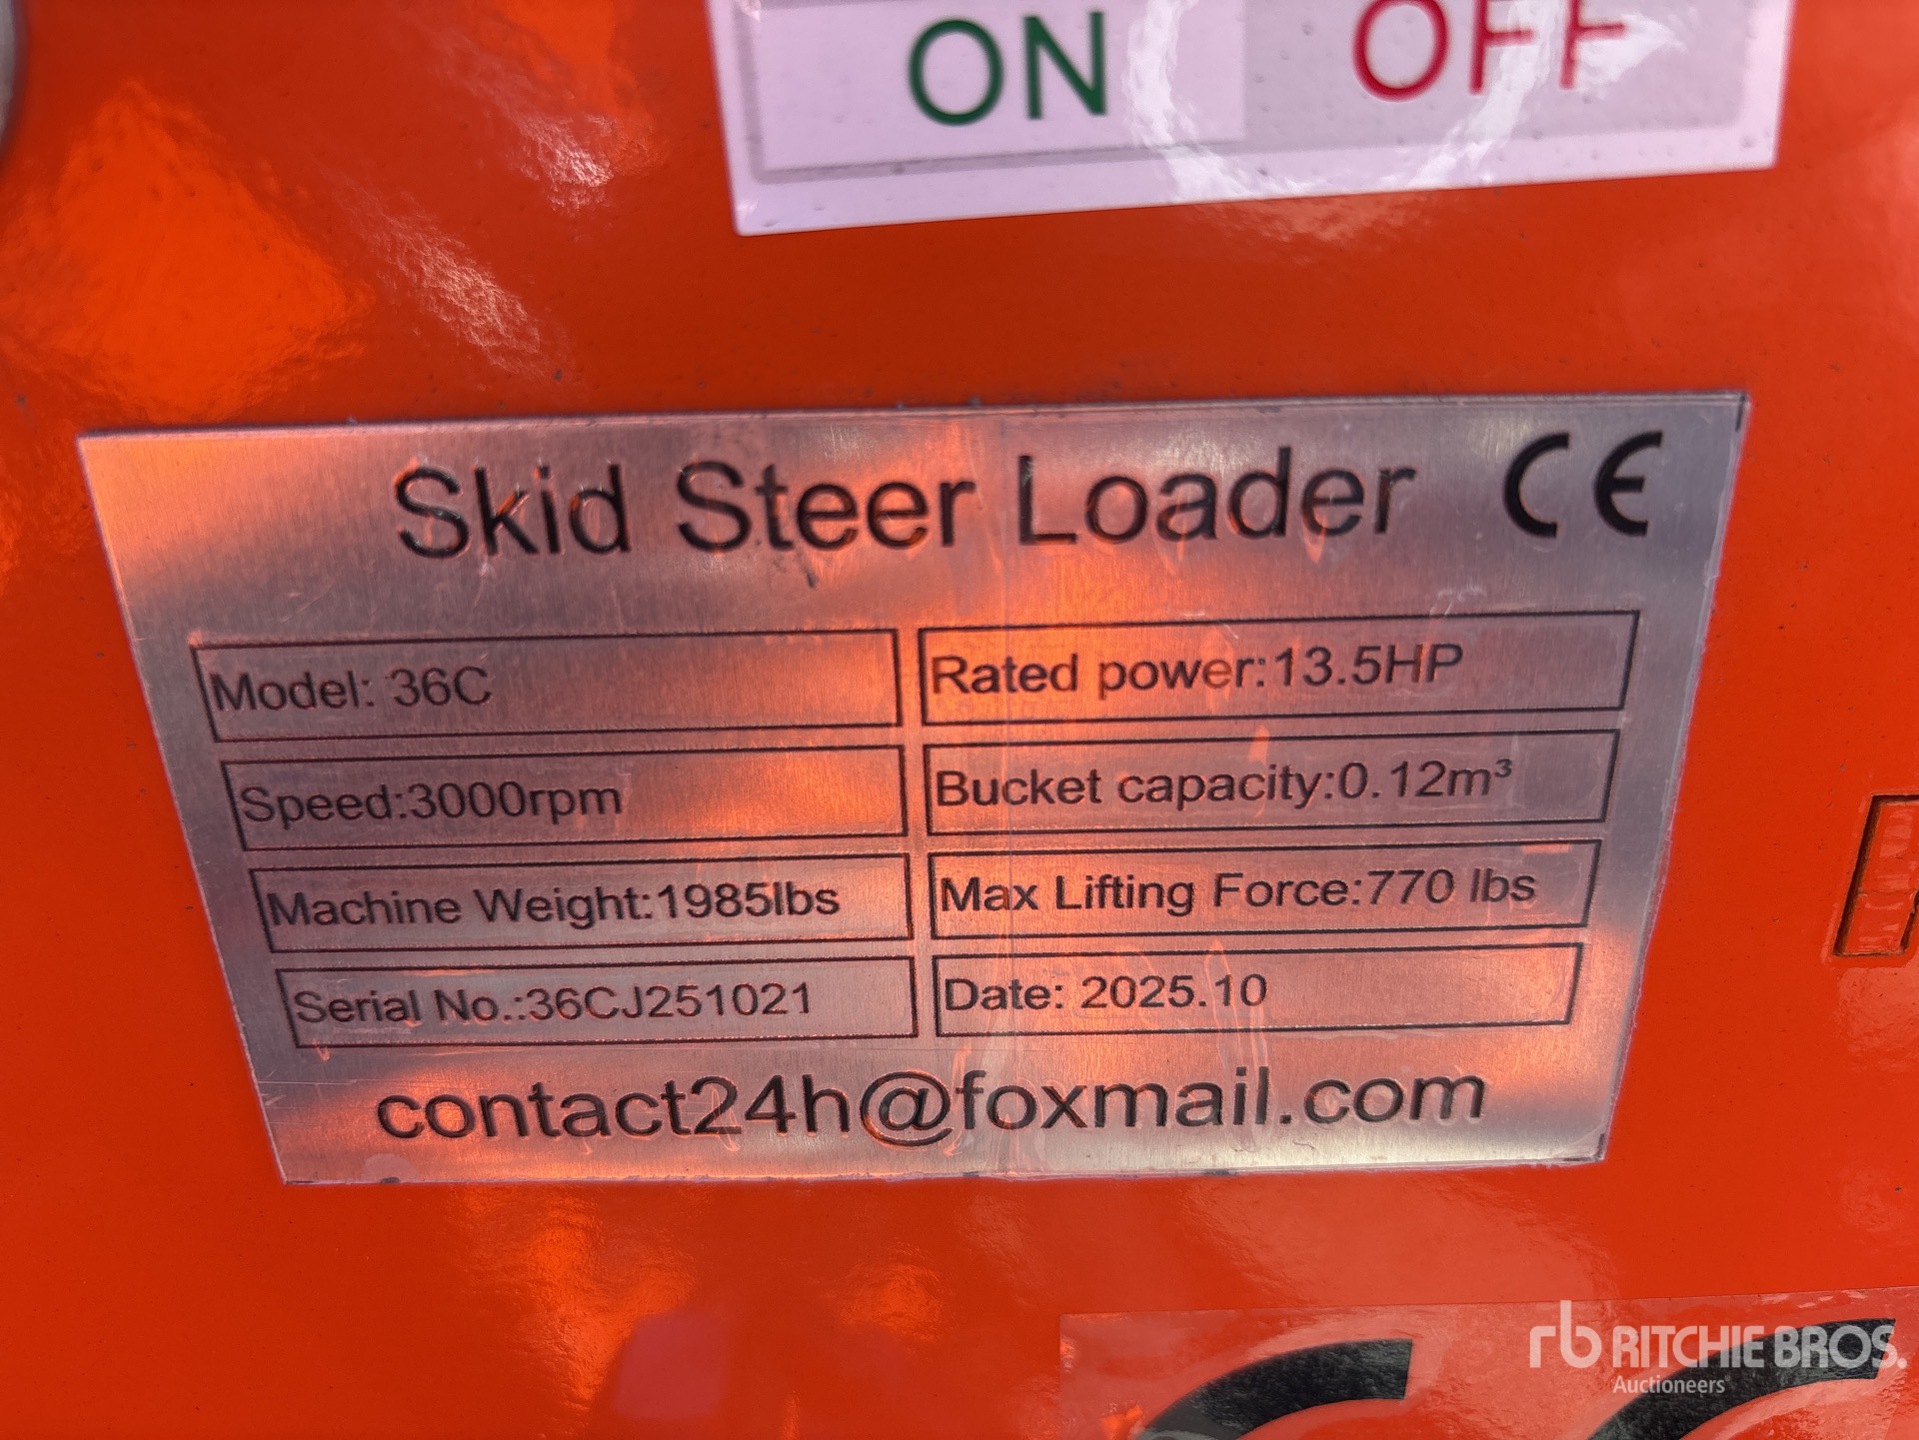 ON OFF
Skid Steer Loader CE
Model: 36C
Rated power:13.5HP
Speed:3000rpm
Bucket capacity:0.12m³
Machine Weight:1985lbs
Max Lifting Force:770 lbs
Serial No.:36CJ251021
Date: 2025.10
contact24h@foxmail.com
rb RITCHIE BROS.
Auctioneers